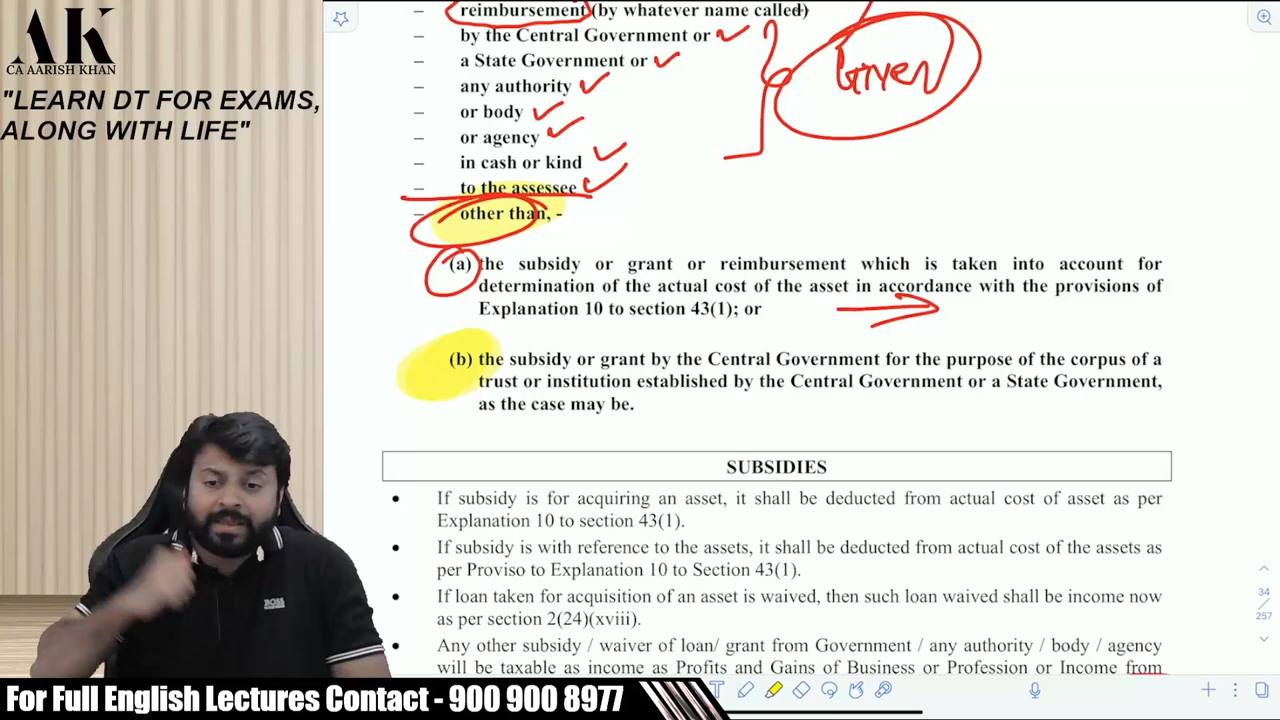 AK
CA AARISH KHAN
"LEARN DT FOR EXAMS,
ALONG WITH LIFE"
– reimbursement (by whatever name called)
– by the Central Government or
– a State Government or
– any authority
– or body
– or agency
– in cash or kind
– to the assessee
– other than, -
Given
(a) the subsidy or grant or reimbursement which is taken into account for
determination of the actual cost of the asset in accordance with the provisions of
Explanation 10 to section 43(1); or
(b) the subsidy or grant by the Central Government for the purpose of the corpus of a
trust or institution established by the Central Government or a State Government,
as the case may be.
SUBSIDIES
• If subsidy is for acquiring an asset, it shall be deducted from actual cost of asset as per
Explanation 10 to section 43(1).
• If subsidy is with reference to the assets, it shall be deducted from actual cost of the assets as
per Proviso to Explanation 10 to Section 43(1).
• If loan taken for acquisition of an asset is waived, then such loan waived shall be income now
as per section 2(24)(xviii).
• Any other subsidy / waiver of loan/ grant from Government / any authority / body / agency
will be taxable as income as Profits and Gains of Business or Profession or Income from
34
257
BOSS
For Full English Lectures Contact - 900 900 8977